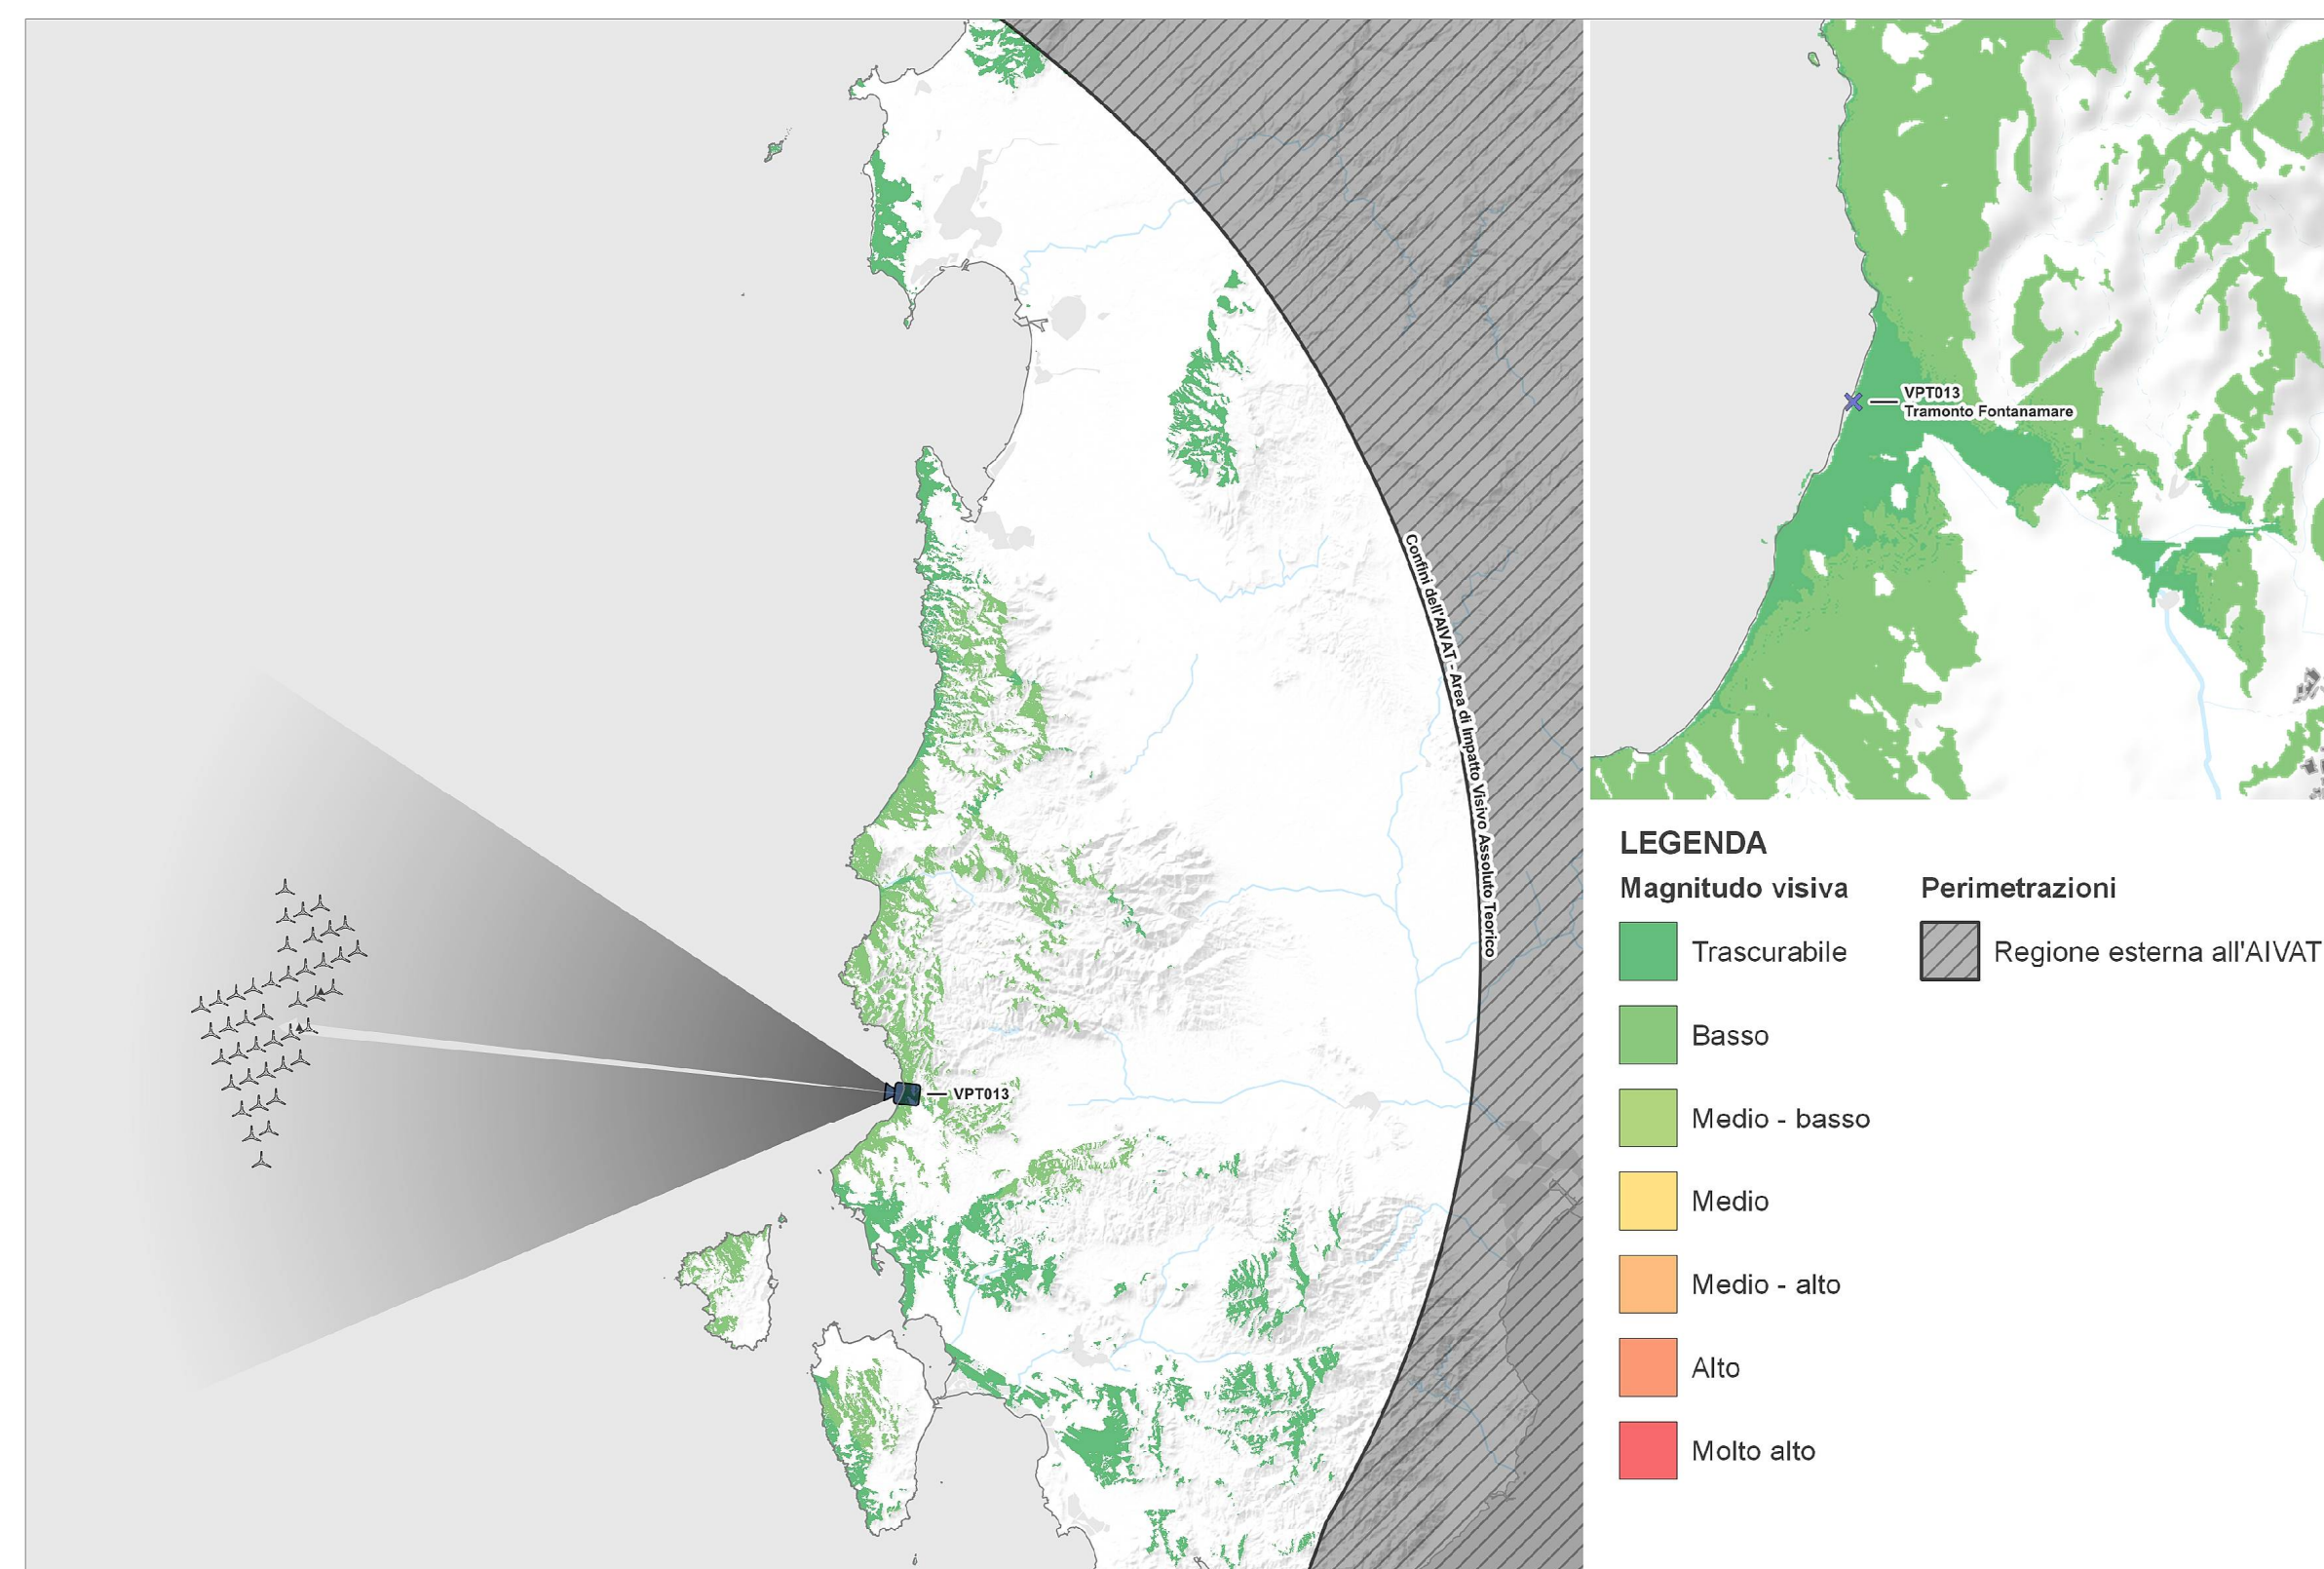 Confini dell'AIVAT - Area di Impatto Visivo Assoluto Teorico
VPT013
VPT013
Tramonto Fontanamare
LEGENDA
Magnitudo visiva
Trascurabile
Basso
Medio - basso
Medio
Medio - alto
Alto
Molto alto
Perimetrazioni
Regione esterna all'AIVAT